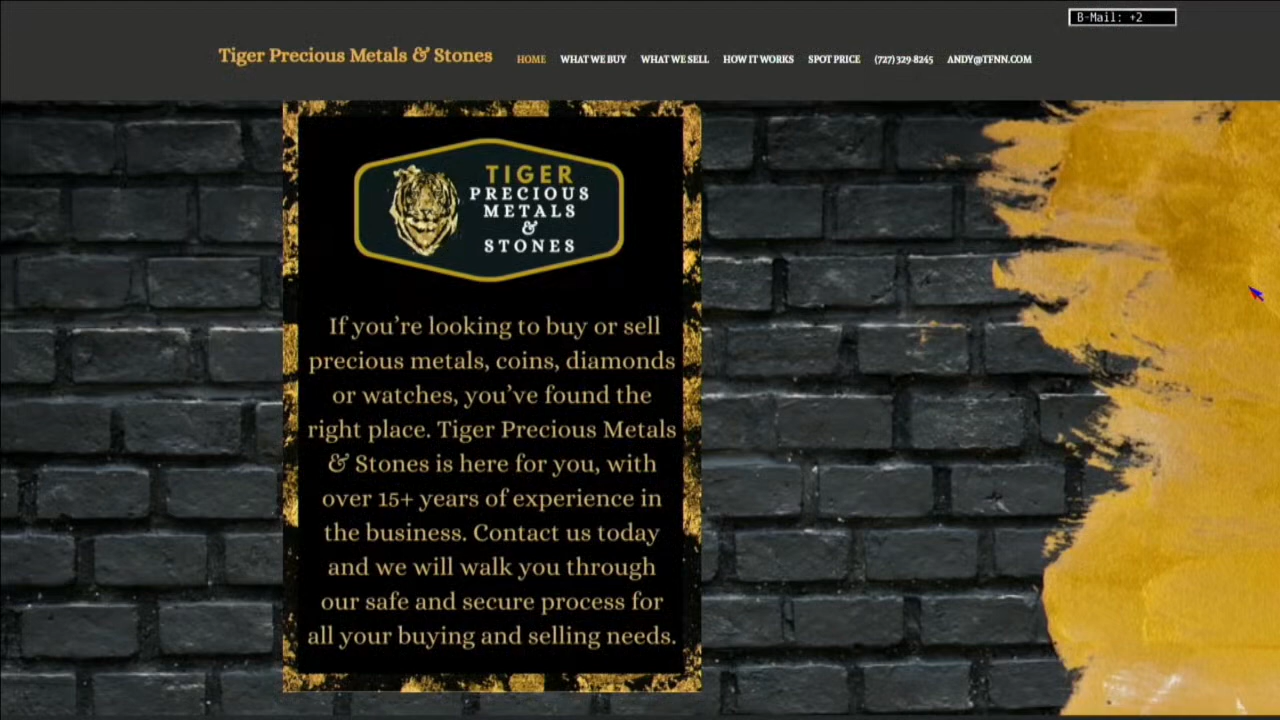 B-Mail: +2
Tiger Precious Metals & Stones
HOME WHAT WE BUY WHAT WE SELL HOW IT WORKS SPOT PRICE (727) 329-8245 ANDY@TFNN.COM
TIGER
PRECIOUS
METALS
&
STONES
If you're looking to buy or sell
precious metals, coins, diamonds
or watches, you've found the
right place. Tiger Precious Metals
& Stones is here for you, with
over 15+ years of experience in
the business. Contact us today
and we will walk you through
our safe and secure process for
all your buying and selling needs.